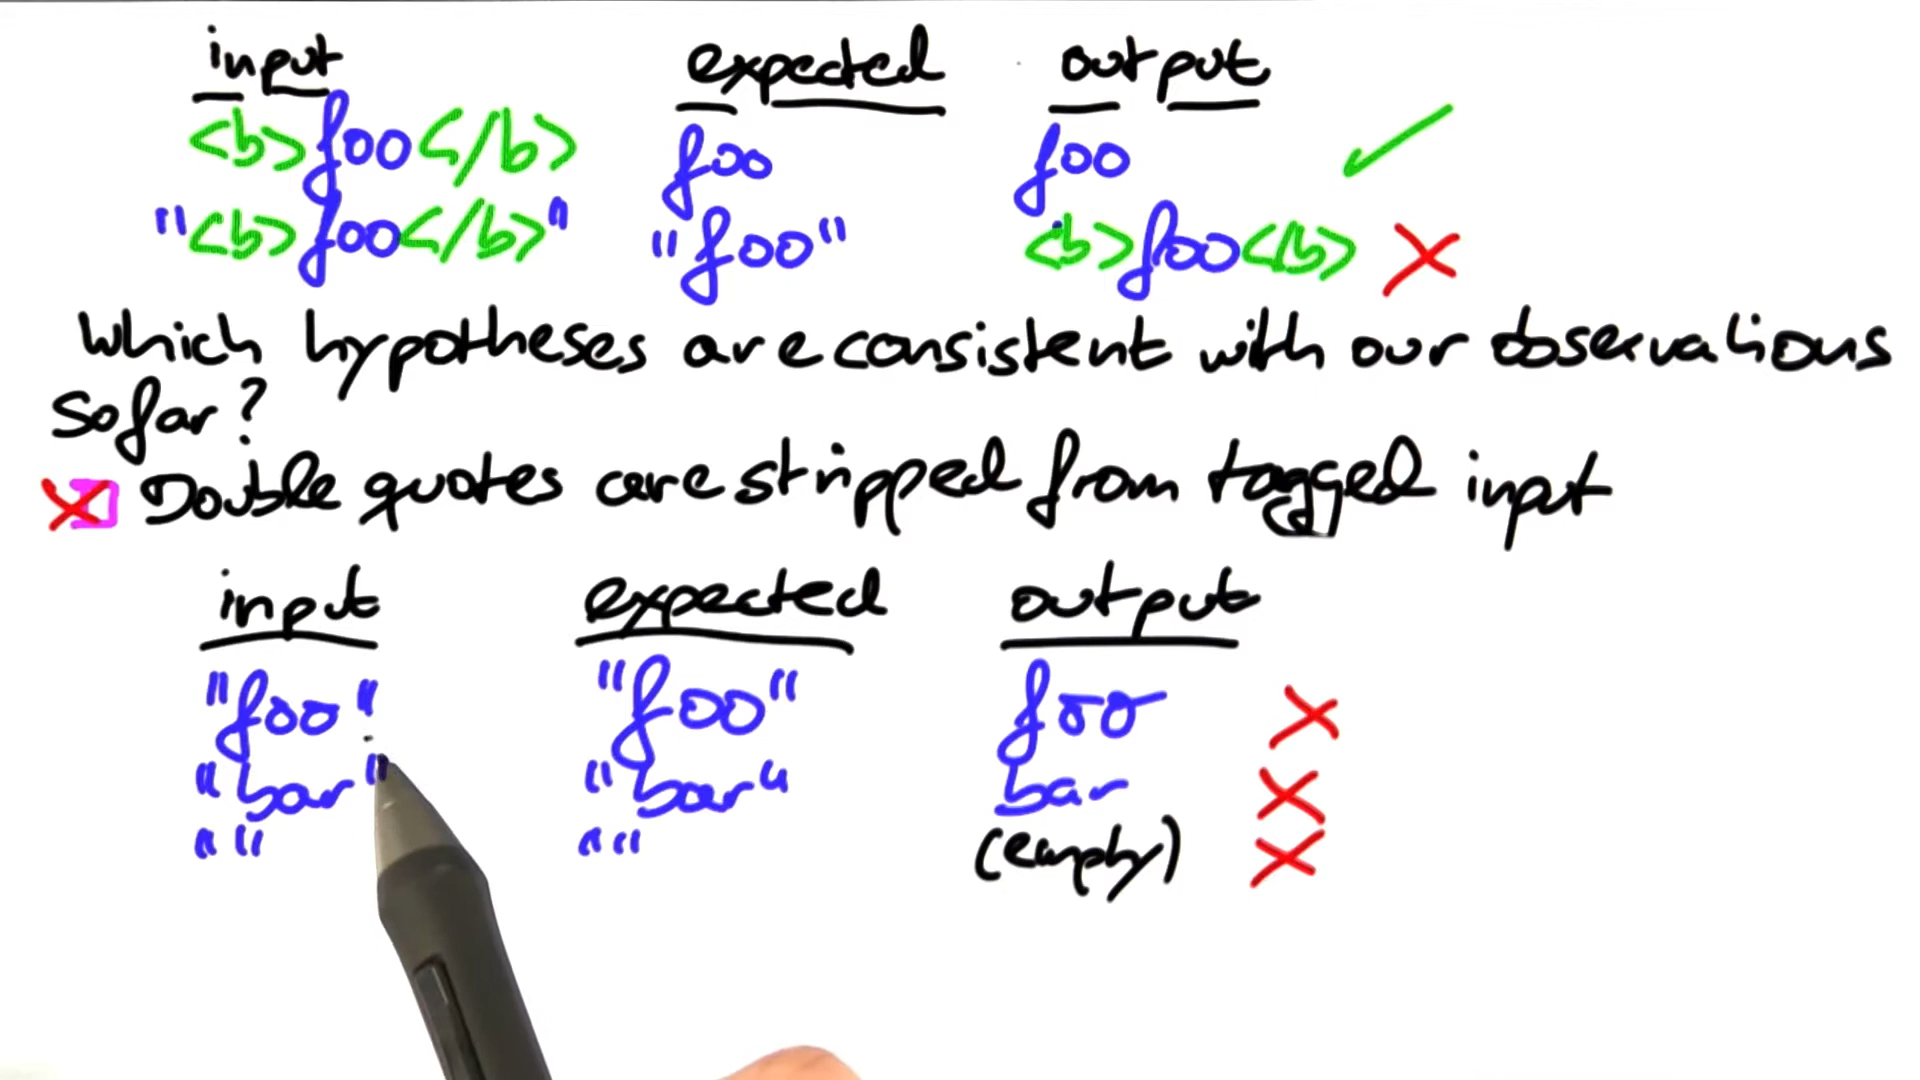 input expected output
<b>foo</b> foo foo
"<b>foo</b>" "foo" <b>foo</b>
Which hypotheses are consistent with our observations
so far?
Double quotes are stripped from tagged input
input expected output
"foo" "foo" foo
"bar" "bar" bar
"" "" (empty)